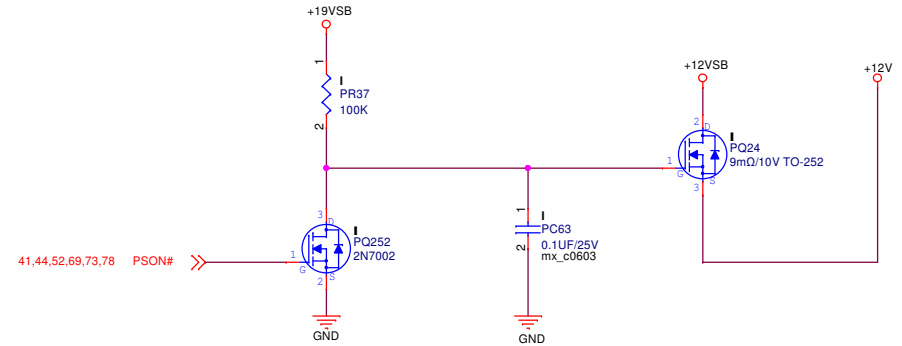 +19VSB
1
PR37
100K
2
+12VSB
+12V
2
D
PQ24
9mΩ/10V TO-252
1
G
S
3
3
D
PQ252
2N7002
1
G
S
2
41,44,52,69,73,78 PSON#
1
PC63
0.1UF/25V
mx_c0603
2
GND
GND